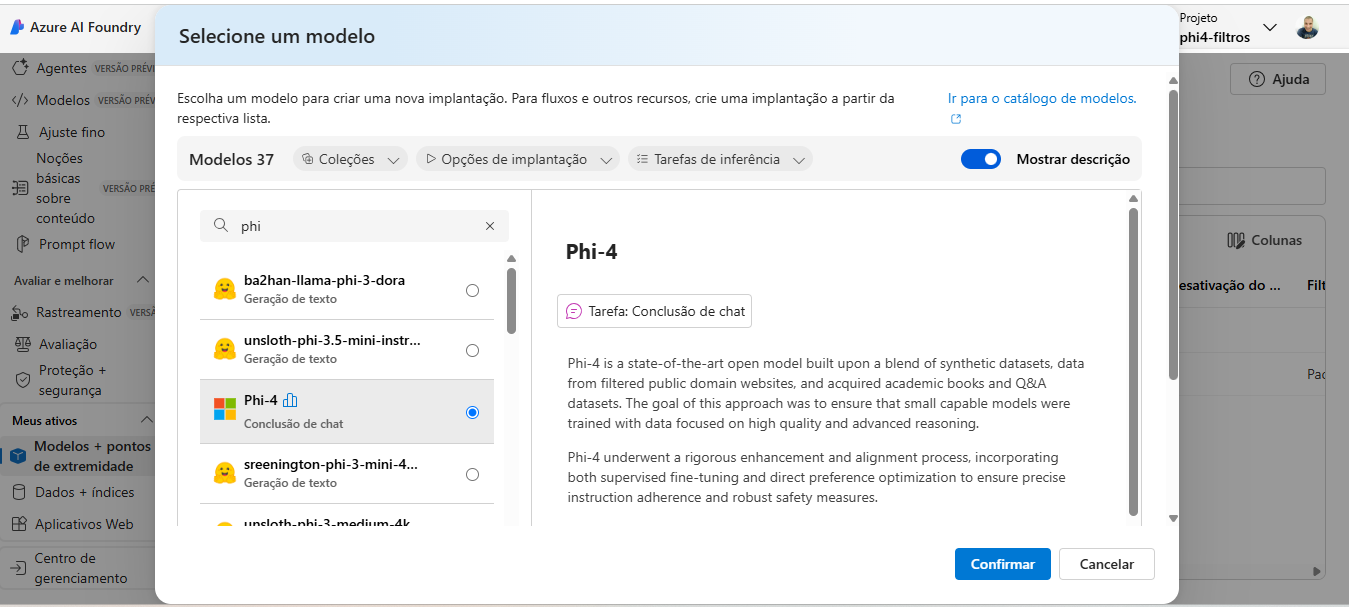 Azure AI Foundry
Selecione um modelo
Projeto
phi4-filtros
Agentes VERSÃO PRÉVI
Modelos VERSÃO PRÉV
Ajuste fino
Noções
básicas
sobre
conteúdo
VERSÃO PRÉ
Prompt flow
Avaliar e melhorar
Rastreamento VERSÃ
Avaliação
Proteção +
segurança
Meus ativos
Modelos + pontos
de extremidade
Dados + índices
Aplicativos Web
Centro de
gerenciamento
Escolha um modelo para criar uma nova implantação. Para fluxos e outros recursos, crie uma implantação a partir da
respectiva lista.
Ir para o catálogo de modelos.
Modelos 37
Coleções
Opções de implantação
Tarefas de inferência
Mostrar descrição
phi
ba2han-llama-phi-3-dora
Geração de texto
unsloth-phi-3.5-mini-instr...
Geração de texto
Phi-4
Conclusão de chat
sreenington-phi-3-mini-4...
Geração de texto
unsloth-phi-3-medium-4k
Phi-4
Tarefa: Conclusão de chat
Phi-4 is a state-of-the-art open model built upon a blend of synthetic datasets, data
from filtered public domain websites, and acquired academic books and Q&A
datasets. The goal of this approach was to ensure that small capable models were
trained with data focused on high quality and advanced reasoning.
Phi-4 underwent a rigorous enhancement and alignment process, incorporating
both supervised fine-tuning and direct preference optimization to ensure precise
instruction adherence and robust safety measures.
Confirmar
Cancelar
Ajuda
Colunas
esativação do ...
Filt
Pac